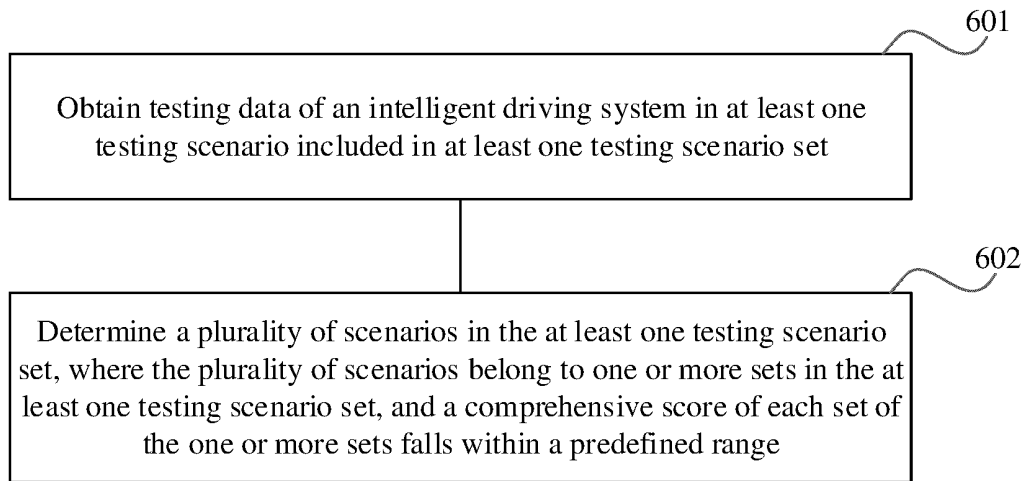 601
Obtain testing data of an intelligent driving system in at least one
testing scenario included in at least one testing scenario set
602
Determine a plurality of scenarios in the at least one testing scenario
set, where the plurality of scenarios belong to one or more sets in the at
least one testing scenario set, and a comprehensive score of each set of
the one or more sets falls within a predefined range